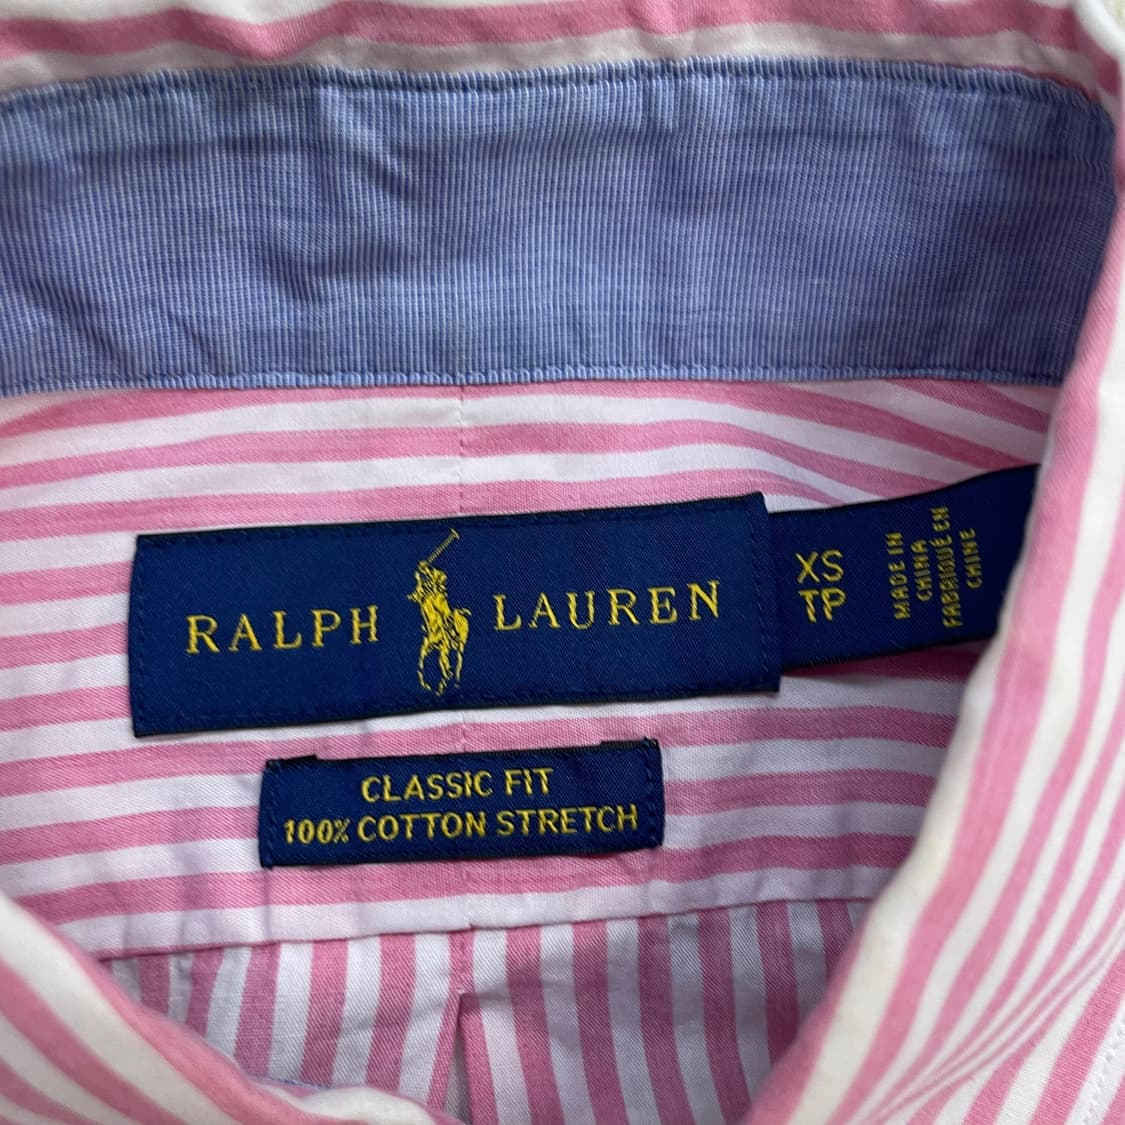 RALPH LAUREN
XS
TP
MADE IN
CHINA
FABRIQUÉ EN
CHINE
CLASSIC FIT
100% COTTON STRETCH